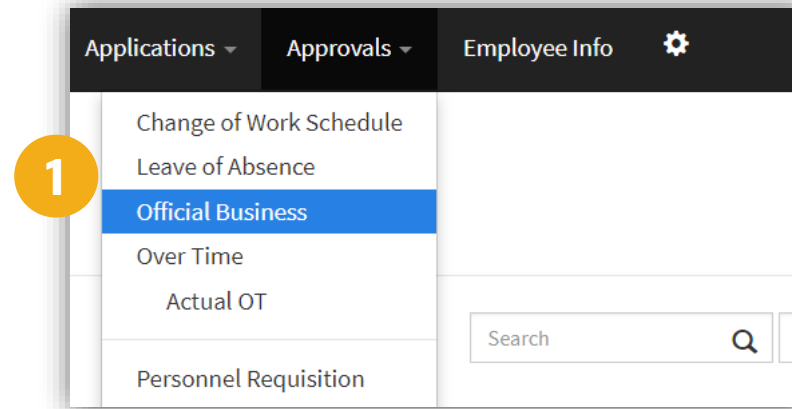 Applications Approvals Employee Info
Change of Work Schedule
1
Leave of Absence
Official Business
Over Time
Actual OT
Search
Personnel Requisition